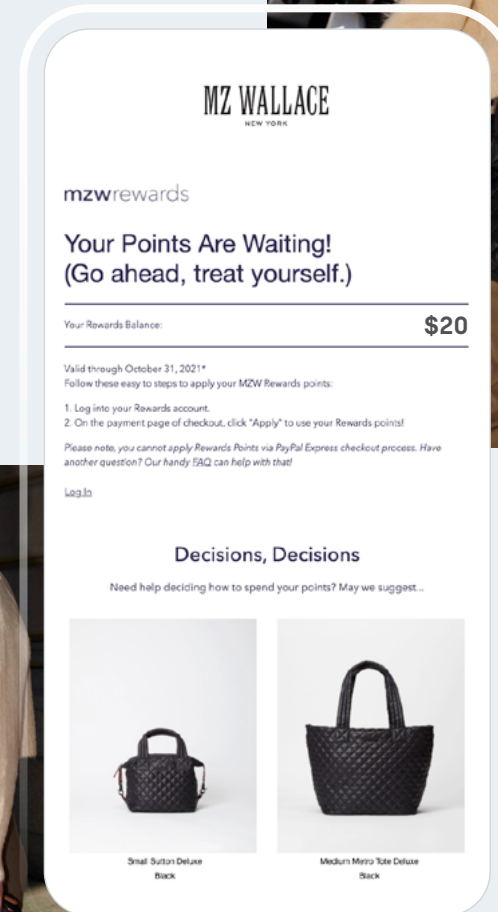 MZ WALLACE
NEW YORK
mzwrewards
Your Points Are Waiting!
(Go ahead, treat yourself.)
Your Rewards Balance:
$20
Valid through October 31, 2021*
Follow these easy to steps to apply your MZW Rewards points:
1. Log into your Rewards account.
2. On the payment page of checkout, click "Apply" to use your Rewards points!
Please note, you cannot apply Rewards Points via PayPal Express checkout process. Have
another question? Our handy FAQ can help with that!
Log In
Decisions, Decisions
Need help deciding how to spend your points? May we suggest...
Small Sutton Deluxe
Black
Medium Metro Tote Deluxe
Black